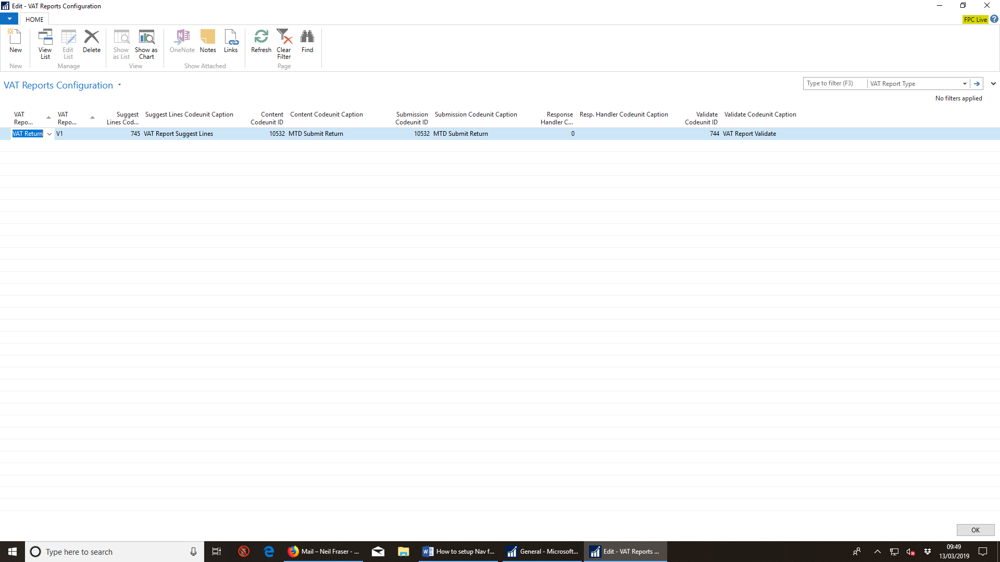 Edit - VAT Reports Configuration
HOME
FPC Live
New
View List
Edit List
Delete
Show as List
Show as Chart
OneNote
Notes
Links
Refresh
Clear Filter
Find
New
Manage
View
Show Attached
Page
VAT Reports Configuration
Type to filter (F3)
VAT Report Type
No filters applied
VAT Repo...
VAT Repo...
Suggest Lines Cod...
Suggest Lines Codeunit Caption
Content Codeunit ID
Content Codeunit Caption
Submission Codeunit ID
Submission Codeunit Caption
Response Handler C...
Resp. Handler Codeunit Caption
Validate Codeunit ID
Validate Codeunit Caption
VAT Return V1 745 VAT Report Suggest Lines 10532 MTD Submit Return 10532 MTD Submit Return 0 744 VAT Report Validate
OK
Type here to search
Mail – Neil Fraser - ...
How to setup Nav f...
General - Microsoft...
Edit - VAT Reports ...
09:49
13/03/2019